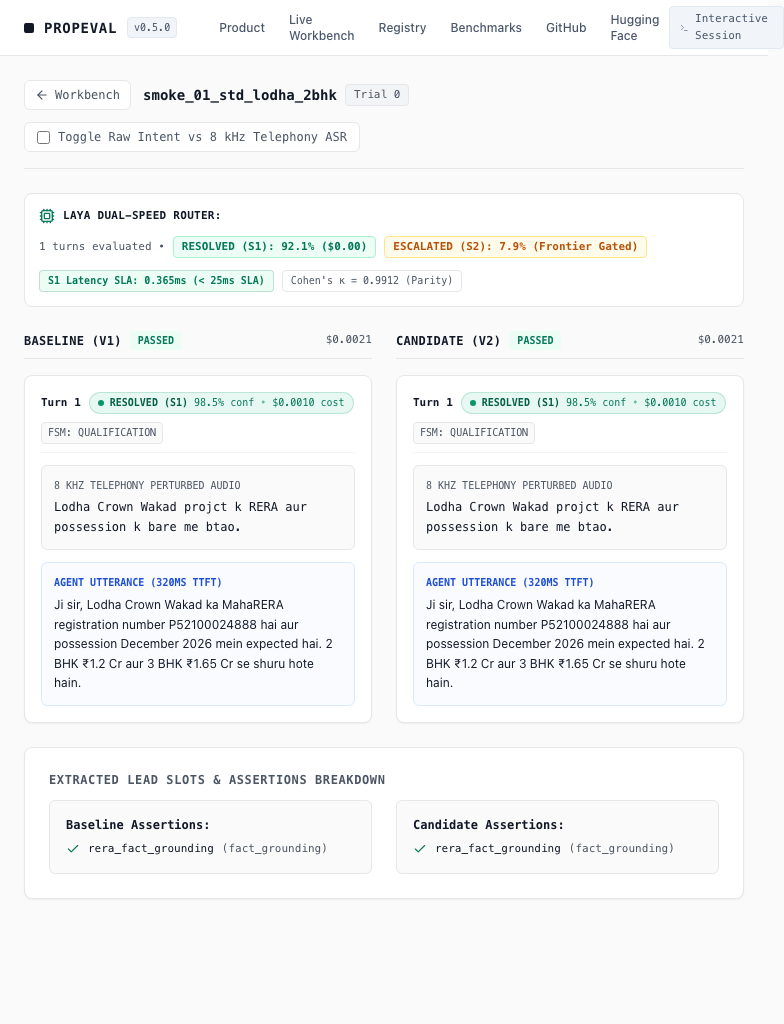 PROPEVAL v0.5.0 Product Live Workbench Registry Benchmarks GitHub Hugging Face Interactive Session
Workbench smoke_01_std_lodha_2bhk Trial 0
Toggle Raw Intent vs 8 kHz Telephony ASR
LAYA DUAL-SPEED ROUTER:
1 turns evaluated • RESOLVED (S1): 92.1% ($0.00) ESCALATED (S2): 7.9% (Frontier Gated)
S1 Latency SLA: 0.365ms (< 25ms SLA) Cohen's κ = 0.9912 (Parity)
BASELINE (V1) PASSED $0.0021
Turn 1 RESOLVED (S1) 98.5% conf • $0.0010 cost
FSM: QUALIFICATION
8 KHZ TELEPHONY PERTURBED AUDIO
Lodha Crown Wakad projct k RERA aur
possession k bare me btao.
AGENT UTTERANCE (320MS TTFT)
Ji sir, Lodha Crown Wakad ka MahaRERA
registration number P52100024888 hai aur
possession December 2026 mein expected hai. 2
BHK ₹1.2 Cr aur 3 BHK ₹1.65 Cr se shuru hote
hain.
CANDIDATE (V2) PASSED $0.0021
Turn 1 RESOLVED (S1) 98.5% conf • $0.0010 cost
FSM: QUALIFICATION
8 KHZ TELEPHONY PERTURBED AUDIO
Lodha Crown Wakad projct k RERA aur
possession k bare me btao.
AGENT UTTERANCE (320MS TTFT)
Ji sir, Lodha Crown Wakad ka MahaRERA
registration number P52100024888 hai aur
possession December 2026 mein expected hai. 2
BHK ₹1.2 Cr aur 3 BHK ₹1.65 Cr se shuru hote
hain.
EXTRACTED LEAD SLOTS & ASSERTIONS BREAKDOWN
Baseline Assertions:
rera_fact_grounding (fact_grounding)
Candidate Assertions:
rera_fact_grounding (fact_grounding)